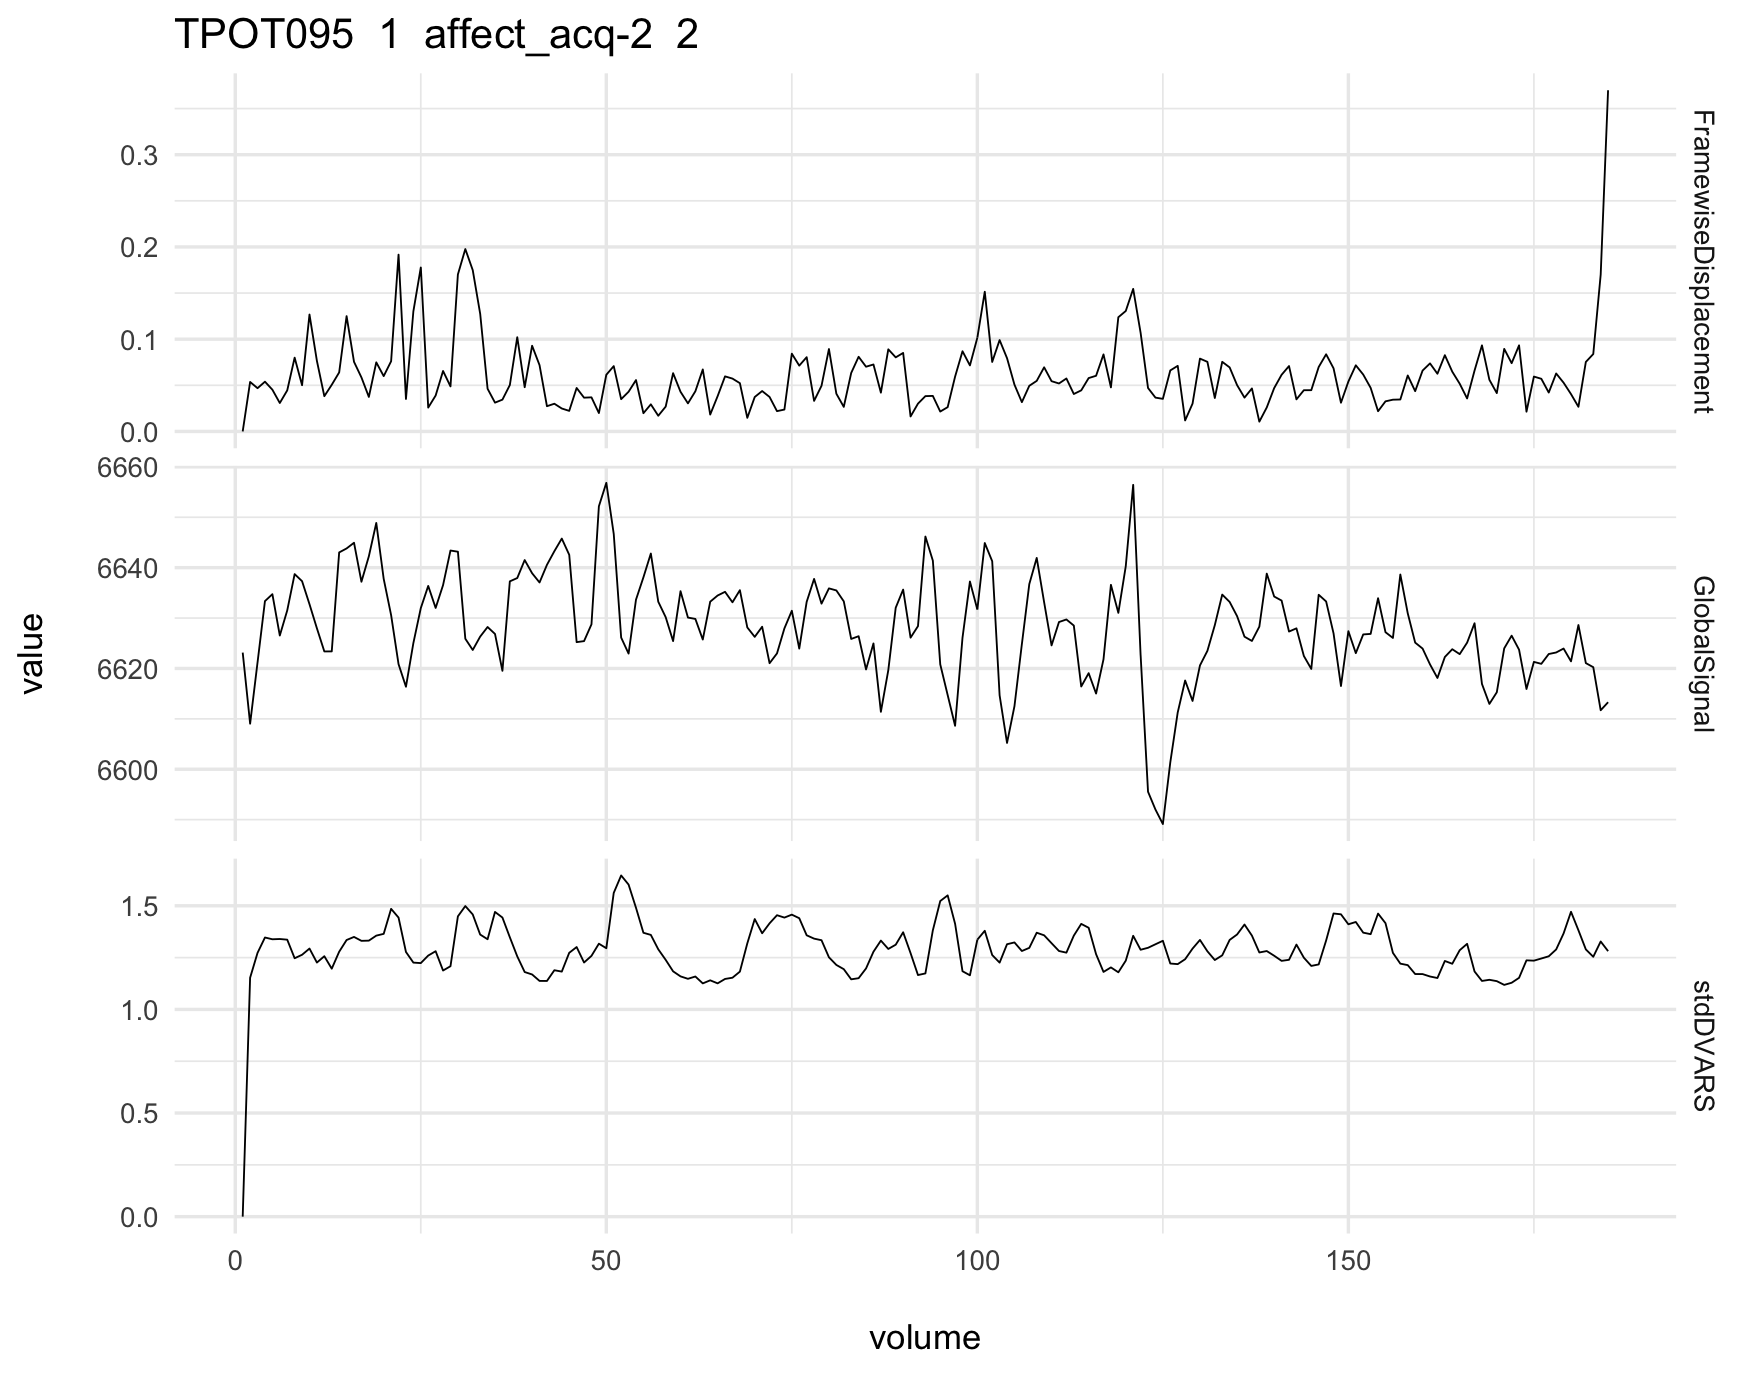 TPOT095 1 affect_acq-2 2
0.3
0.2
0.1
0.0
FramewiseDisplacement
6660
6640
6620
6600
GlobalSignal
value
1.5
1.0
0.5
0.0
stdDVARS
0 50 100 150
volume